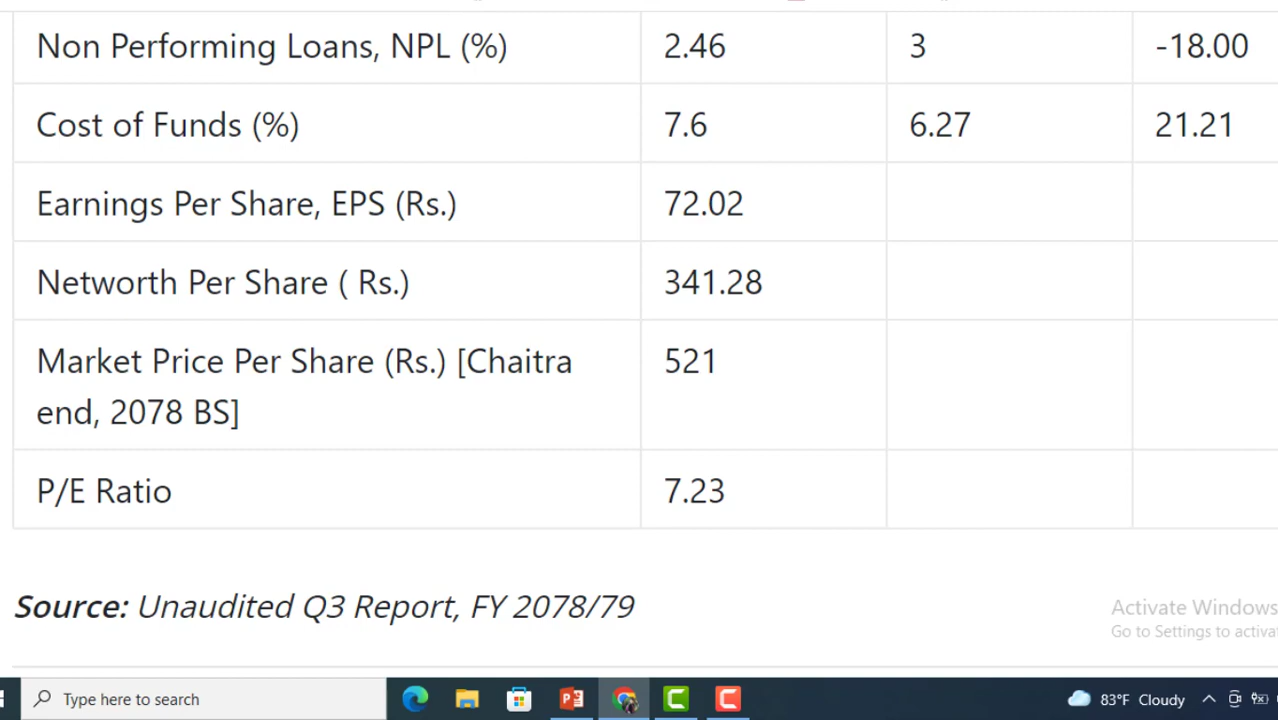 Non Performing Loans, NPL (%) 2.46 3 -18.00
Cost of Funds (%) 7.6 6.27 21.21
Earnings Per Share, EPS (Rs.) 72.02
Networth Per Share ( Rs.) 341.28
Market Price Per Share (Rs.) [Chaitra 521
end, 2078 BS]
P/E Ratio 7.23
Source: Unaudited Q3 Report, FY 2078/79
Activate Windows
Go to Settings to activa
Type here to search 83°F Cloudy